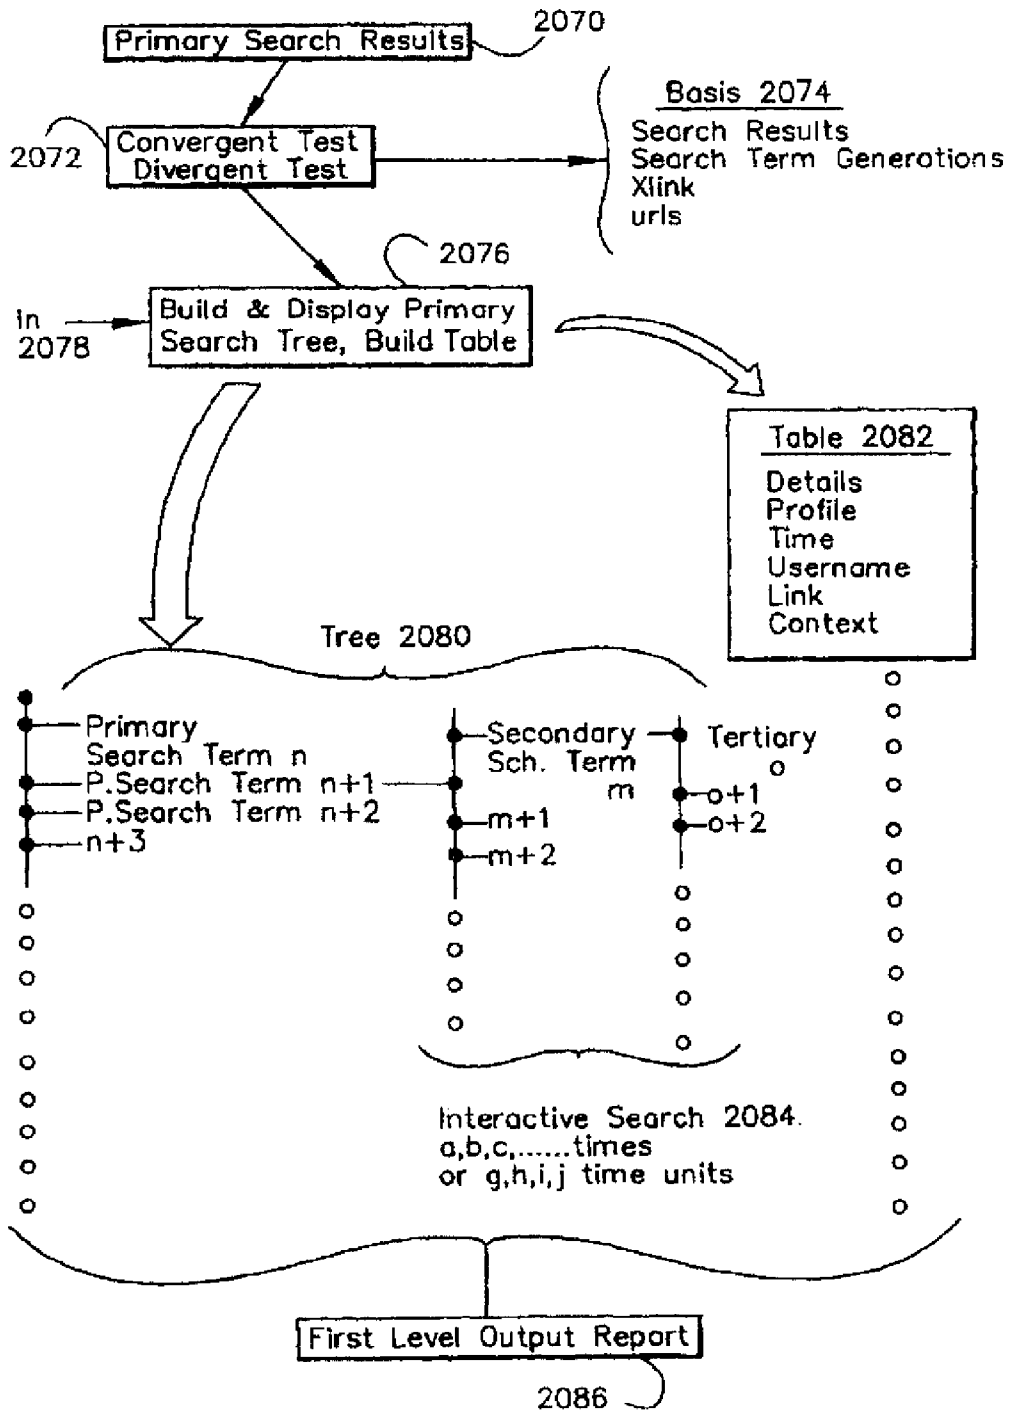 2070
Primary Search Results
Basis 2074
Search Results
Search Term Generations
Xlink
urls
2072
Convergent Test
Divergent Test
2076
In
2078
Build & Display Primary
Search Tree, Build Table
Table 2082
Details
Profile
Time
Username
Link
Context
Tree 2080
Primary
Search Term n
P.Search Term n+1
P.Search Term n+2
n+3
Secondary
Sch. Term
m
m+1
m+2
Tertiary
o
o+1
o+2
Interactive Search 2084.
a,b,c,......times
or g,h,i,j time units
First Level Output Report
2086